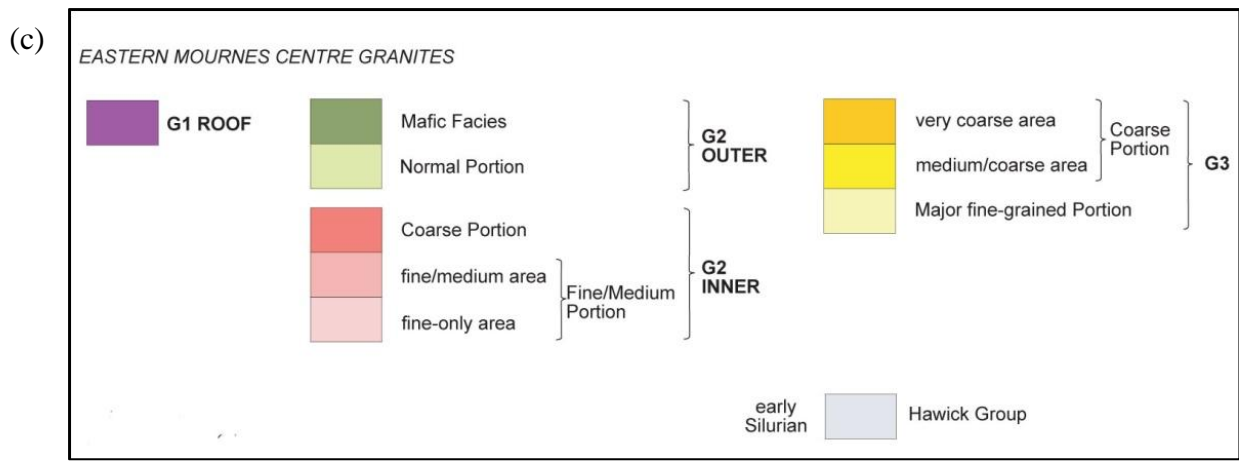 (c)
EASTERN MOURNES CENTRE GRANITES
G1 ROOF
Mafic Facies
Normal Portion
G2
OUTER
Coarse Portion
fine/medium area
fine-only area
Fine/Medium
Portion
G2
INNER
very coarse area
medium/coarse area
Coarse
Portion
Major fine-grained Portion
G3
early
Silurian
Hawick Group